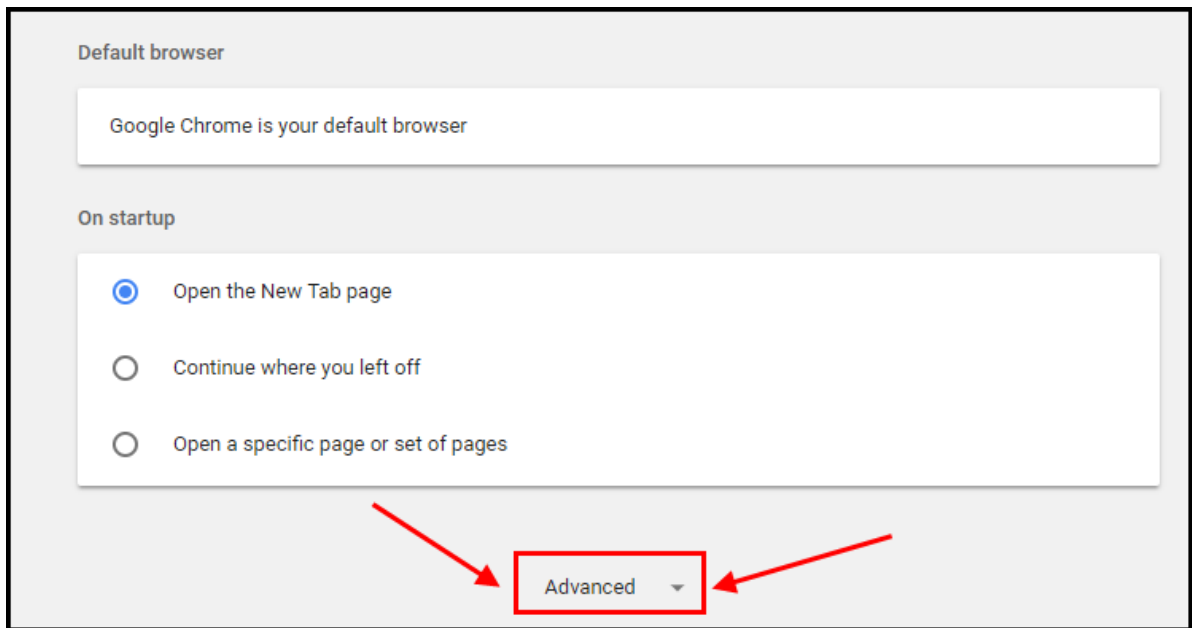 Default browser
Google Chrome is your default browser
On startup
Open the New Tab page
Continue where you left off
Open a specific page or set of pages
Advanced